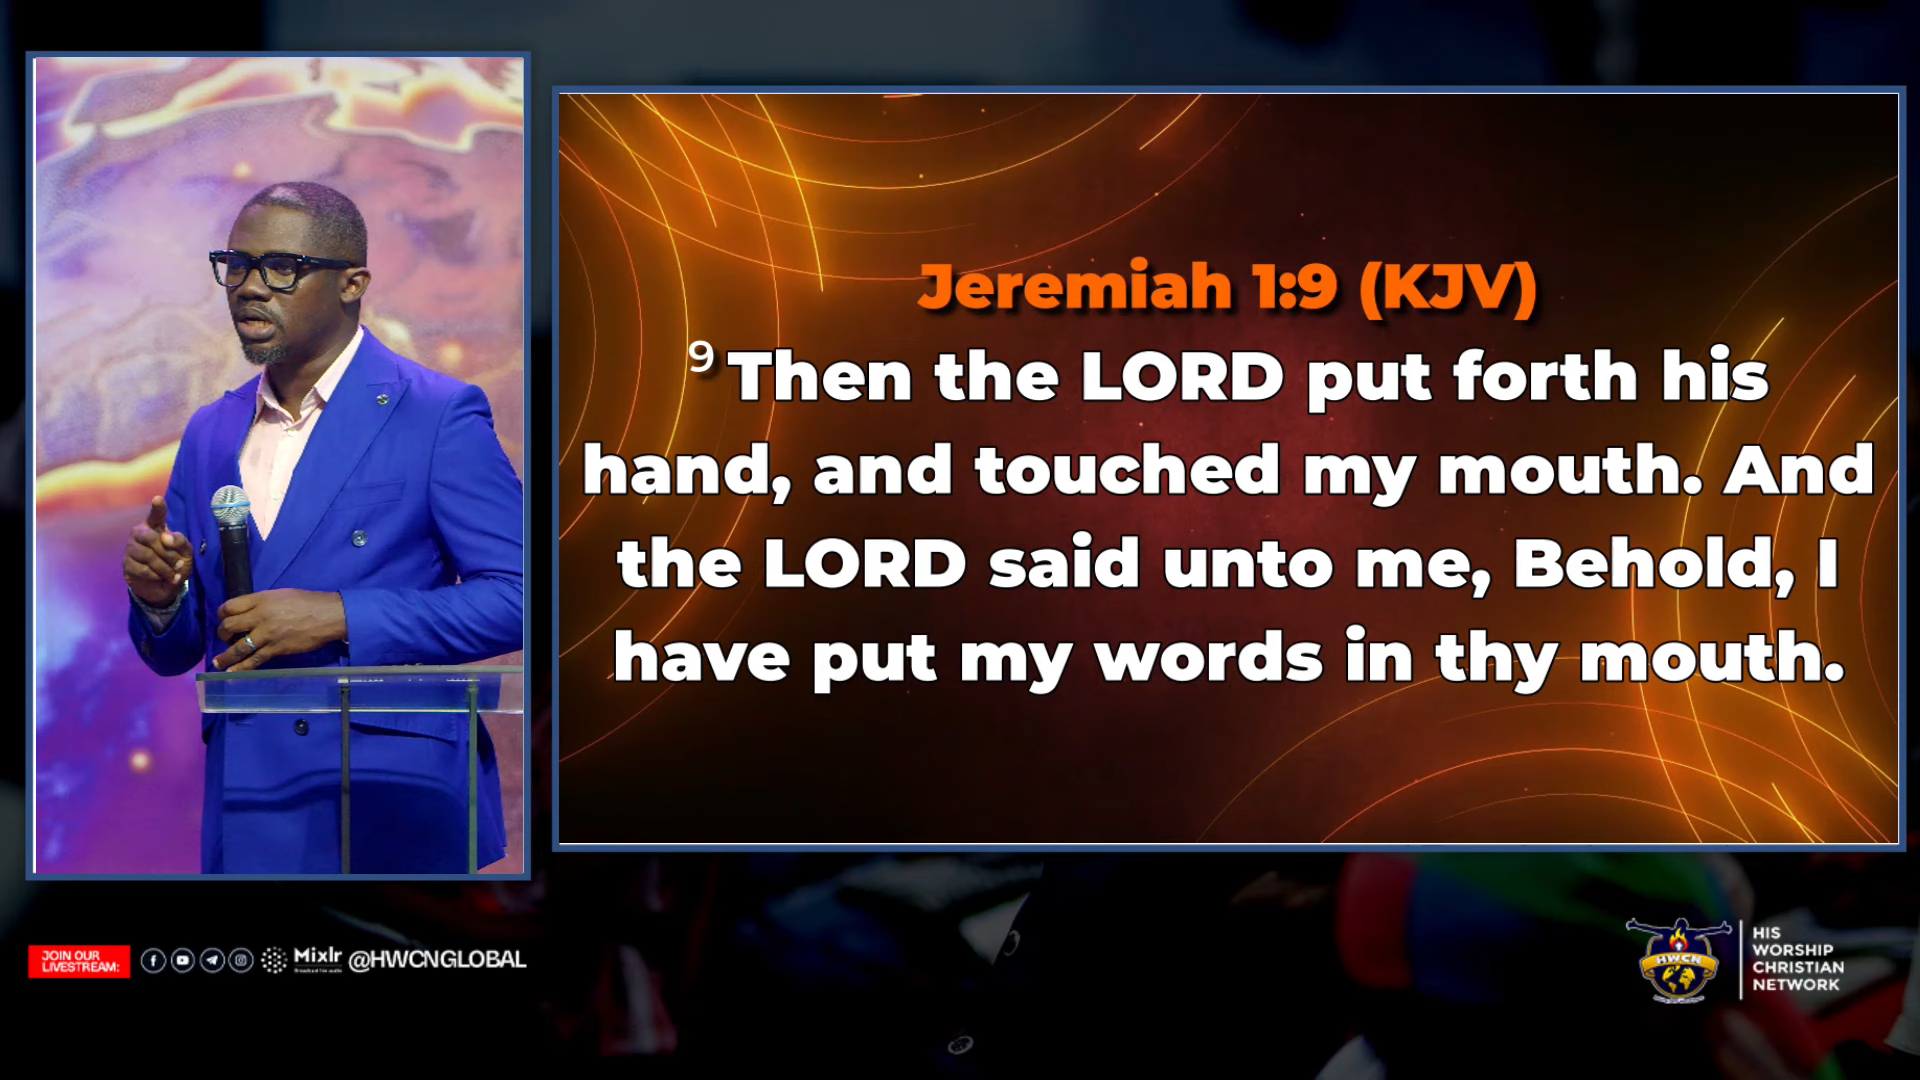 Jeremiah 1:9 (KJV)
9 Then the LORD put forth his
hand, and touched my mouth. And
the LORD said unto me, Behold, I
have put my words in thy mouth.
JOIN OUR
LIVESTREAM:
Mixlr
@HWCNGLOBAL
HWCN
HIS
WORSHIP
CHRISTIAN
NETWORK